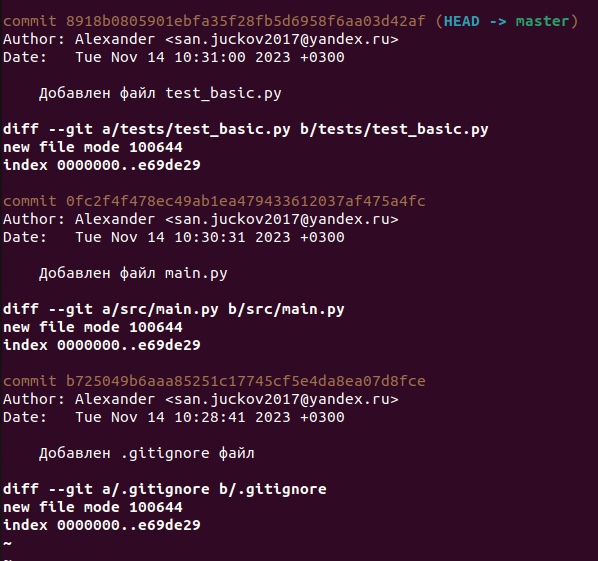 commit 8918b0805901ebfa35f28fb5d6958f6aa03d42af (HEAD -> master)
Author: Alexander <san.juckov2017@yandex.ru>
Date:   Tue Nov 14 10:31:00 2023 +0300
Добавлен файл test_basic.py
diff --git a/tests/test_basic.py b/tests/test_basic.py
new file mode 100644
index 0000000..e69de29
commit 0fc2f4f478ec49ab1ea479433612037af475a4fc
Author: Alexander <san.juckov2017@yandex.ru>
Date:   Tue Nov 14 10:30:31 2023 +0300
Добавлен файл main.py
diff --git a/src/main.py b/src/main.py
new file mode 100644
index 0000000..e69de29
commit b725049b6aaa85251c17745cf5e4da8ea07d8fce
Author: Alexander <san.juckov2017@yandex.ru>
Date:   Tue Nov 14 10:28:41 2023 +0300
Добавлен .gitignore файл
diff --git a/.gitignore b/.gitignore
new file mode 100644
index 0000000..e69de29
~
~